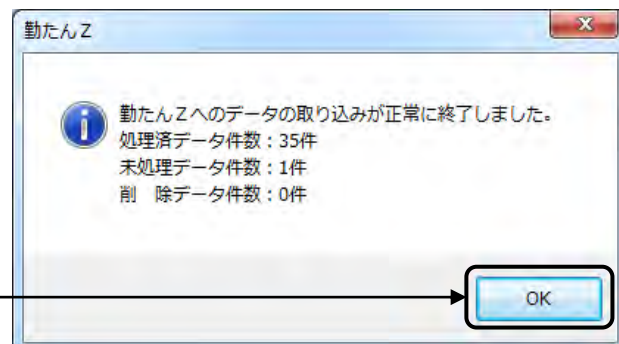 勤たんZ
勤たんZへのデータの取り込みが正常に終了しました。
処理済データ件数：35件
未処理データ件数：1件
削　除データ件数：0件
OK